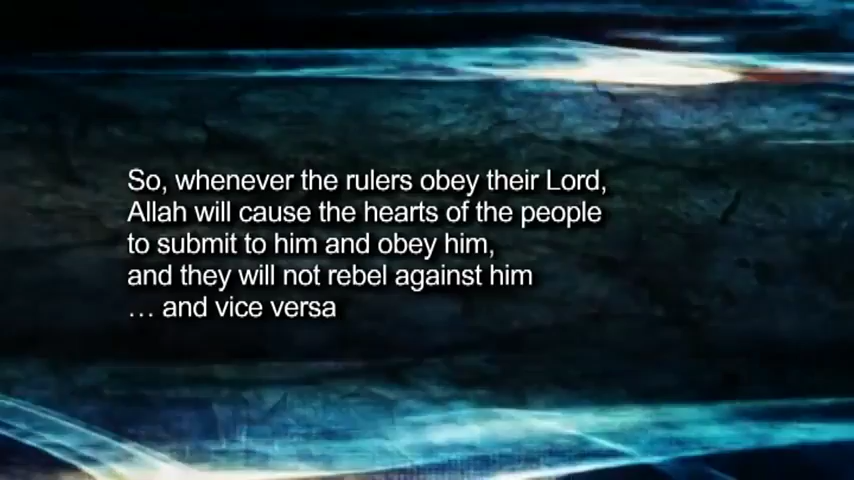 So, whenever the rulers obey their Lord,
Allah will cause the hearts of the people
to submit to him and obey him,
and they will not rebel against him
… and vice versa